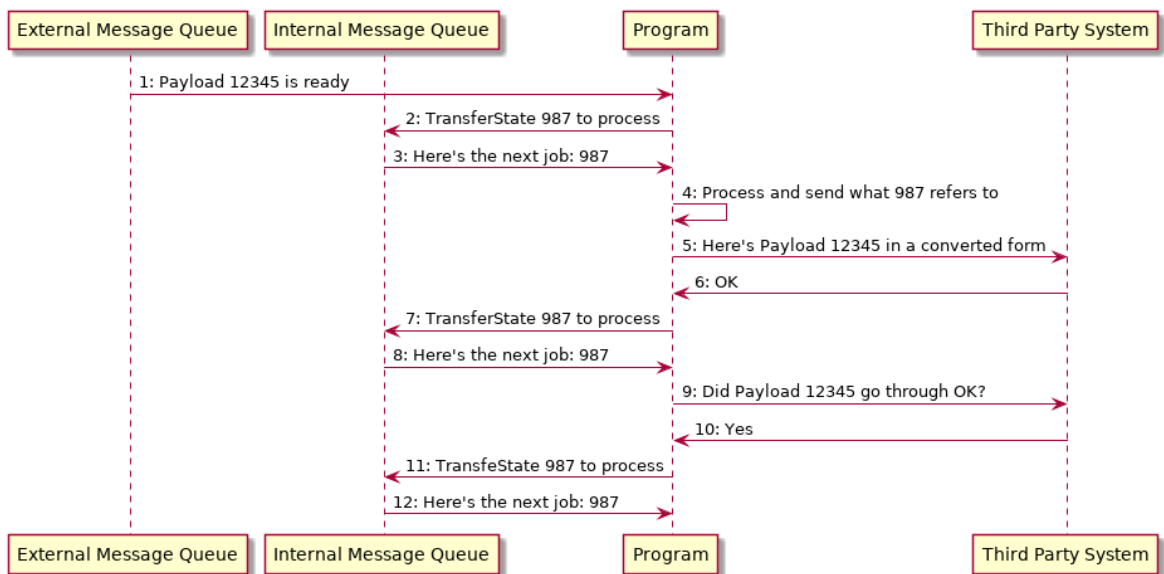 External Message Queue
Internal Message Queue
Program
Third Party System
1: Payload 12345 is ready
2: TransferState 987 to process
3: Here's the next job: 987
4: Process and send what 987 refers to
5: Here's Payload 12345 in a converted form
6: OK
7: TransferState 987 to process
8: Here's the next job: 987
9: Did Payload 12345 go through OK?
10: Yes
11: TransfeState 987 to process
12: Here's the next job: 987
External Message Queue
Internal Message Queue
Program
Third Party System